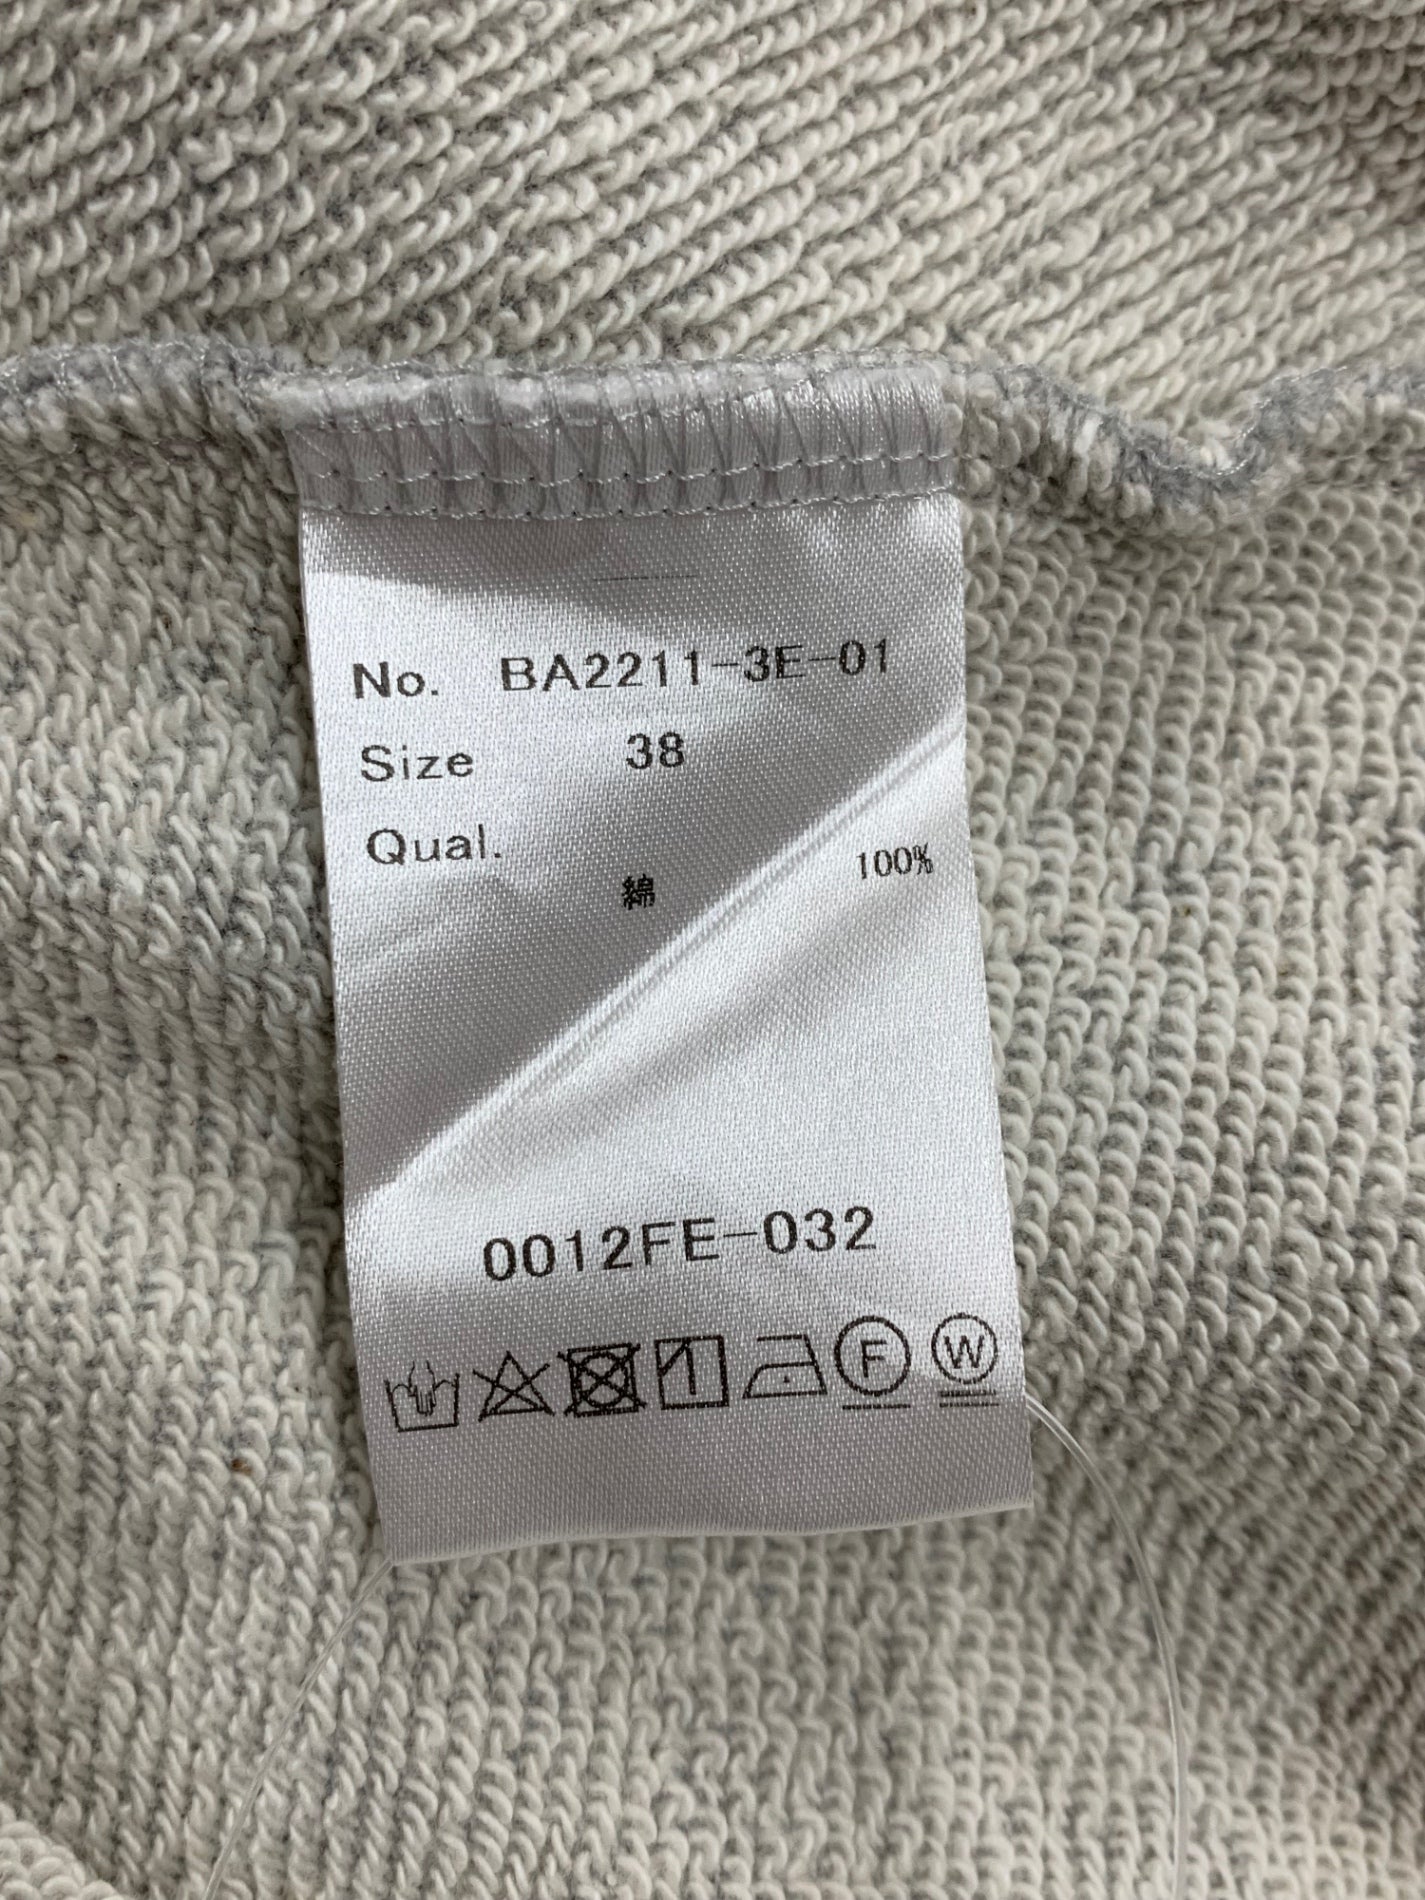 No. BA2211-3E-01
Size 38
Qual.
綿 100%
0012FE-032
F W